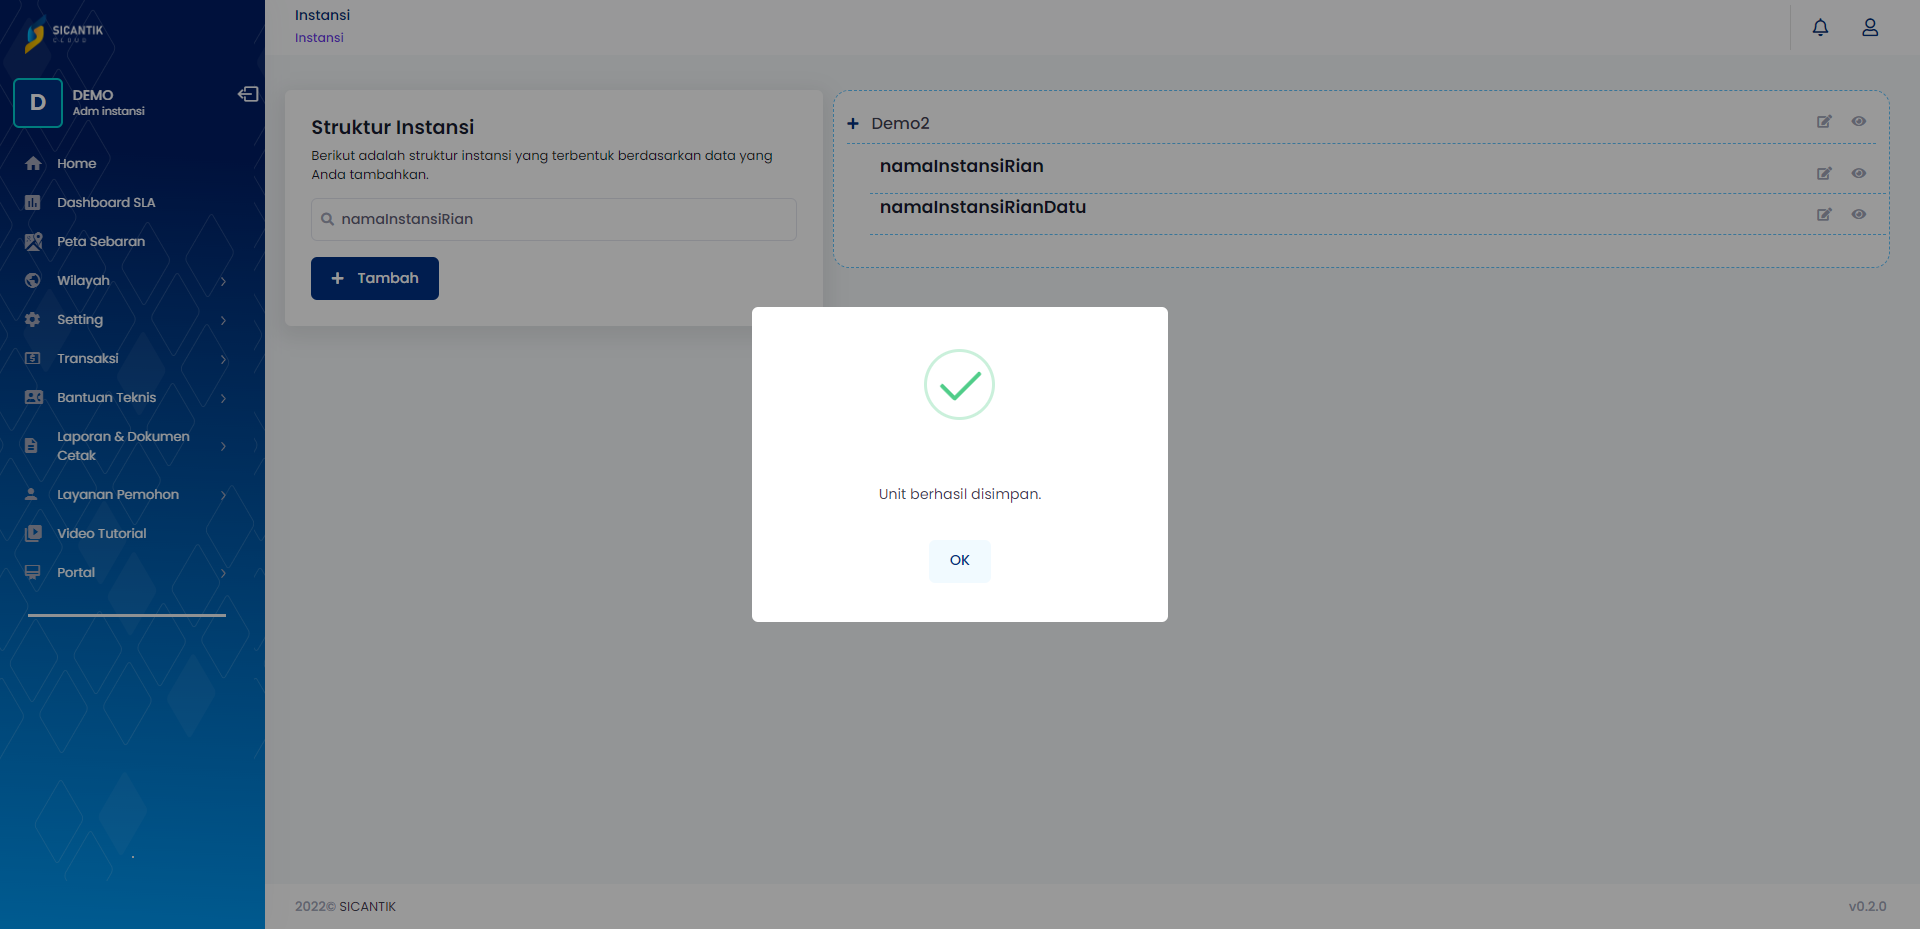 SICANTIK
CLOUD
D
DEMO
Adm instansi
Home
Dashboard SLA
Peta Sebaran
Wilayah
Setting
Transaksi
Bantuan Teknis
Laporan & Dokumen
Cetak
Layanan Pemohon
Video Tutorial
Portal
Instansi
Instansi
Struktur Instansi
Berikut adalah struktur instansi yang terbentuk berdasarkan data yang
Anda tambahkan.
namaInstansiRian
+ Tambah
+ Demo2
namaInstansiRian
namaInstansiRianDatu
Unit berhasil disimpan.
OK
2022© SICANTIK
v0.2.0